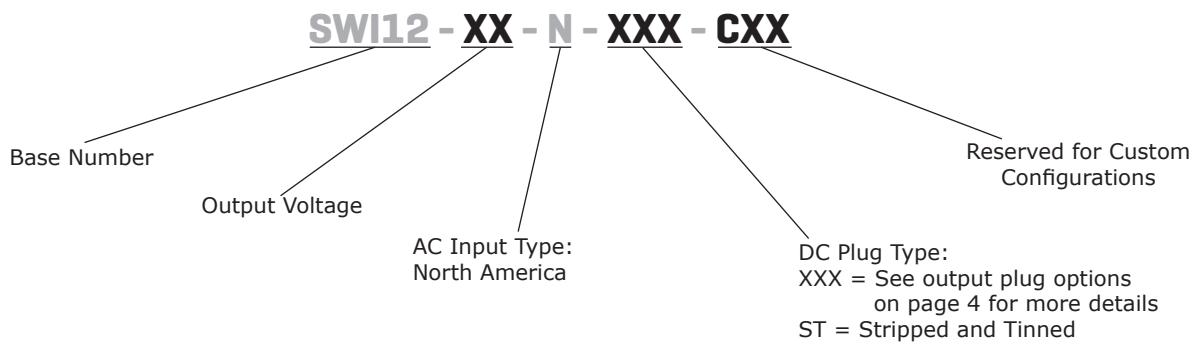 SWI12 - XX - N - XXX - CXX
Base Number
Output Voltage
AC Input Type:
North America
DC Plug Type:
XXX = See output plug options
on page 4 for more details
ST = Stripped and Tinned
Reserved for Custom
Configurations